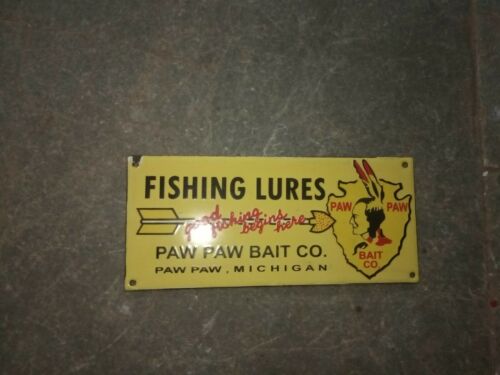 FISHING LURES
good
fishing
begins
here
PAW PAW BAIT CO.
PAW PAW, MICHIGAN
PAW PAW
BAIT
CO.